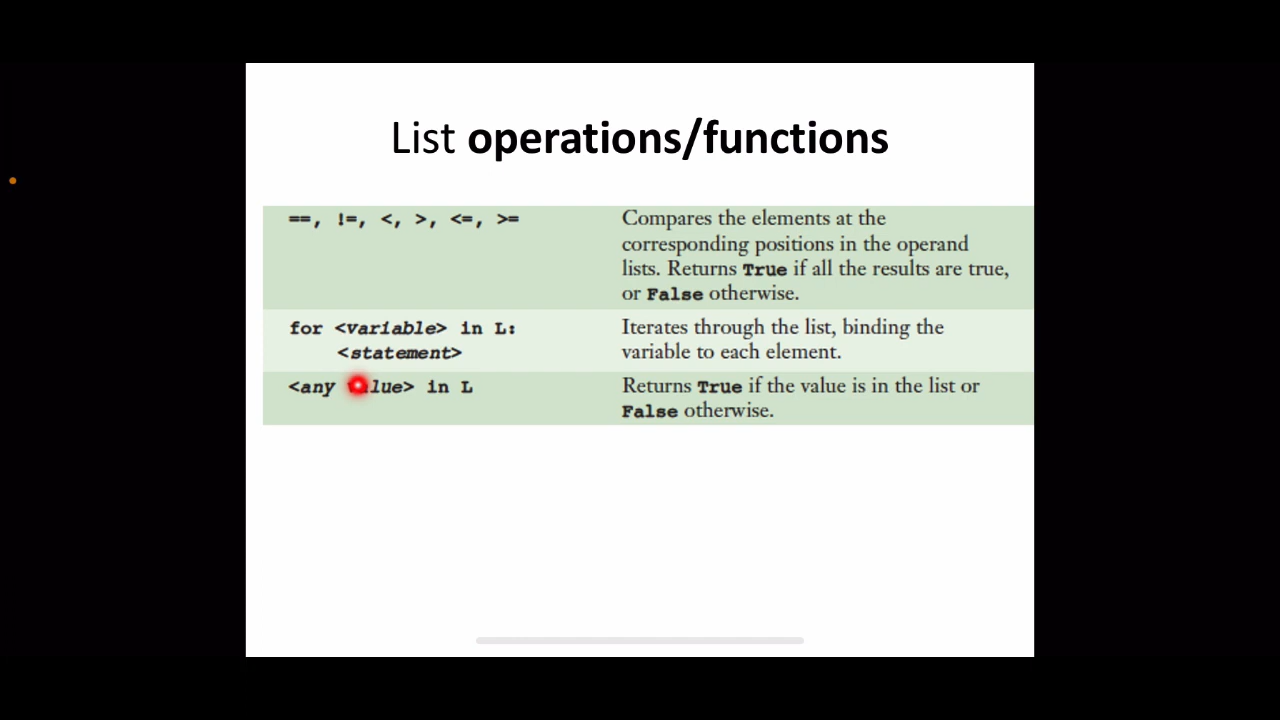 List operations/functions
==, !=, <, >, <=, >=
Compares the elements at the
corresponding positions in the operand
lists. Returns True if all the results are true,
or False otherwise.
for <variable> in L:
<statement>
Iterates through the list, binding the
variable to each element.
<any value> in L
Returns True if the value is in the list or
False otherwise.